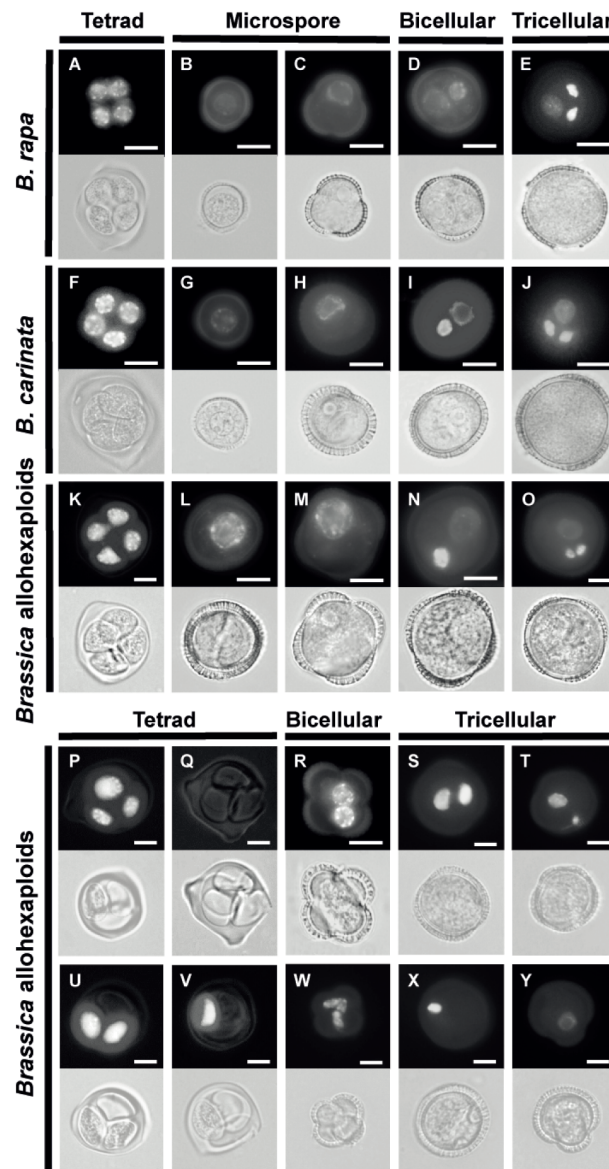 Tetrad Microspore Bicellular Tricellular
B. rapa
A B C D E
B. carinata
F G H I J
Brassica allohexaploids
K L M N O
Tetrad Bicellular Tricellular
Brassica allohexaploids
P Q R S T
U V W X Y